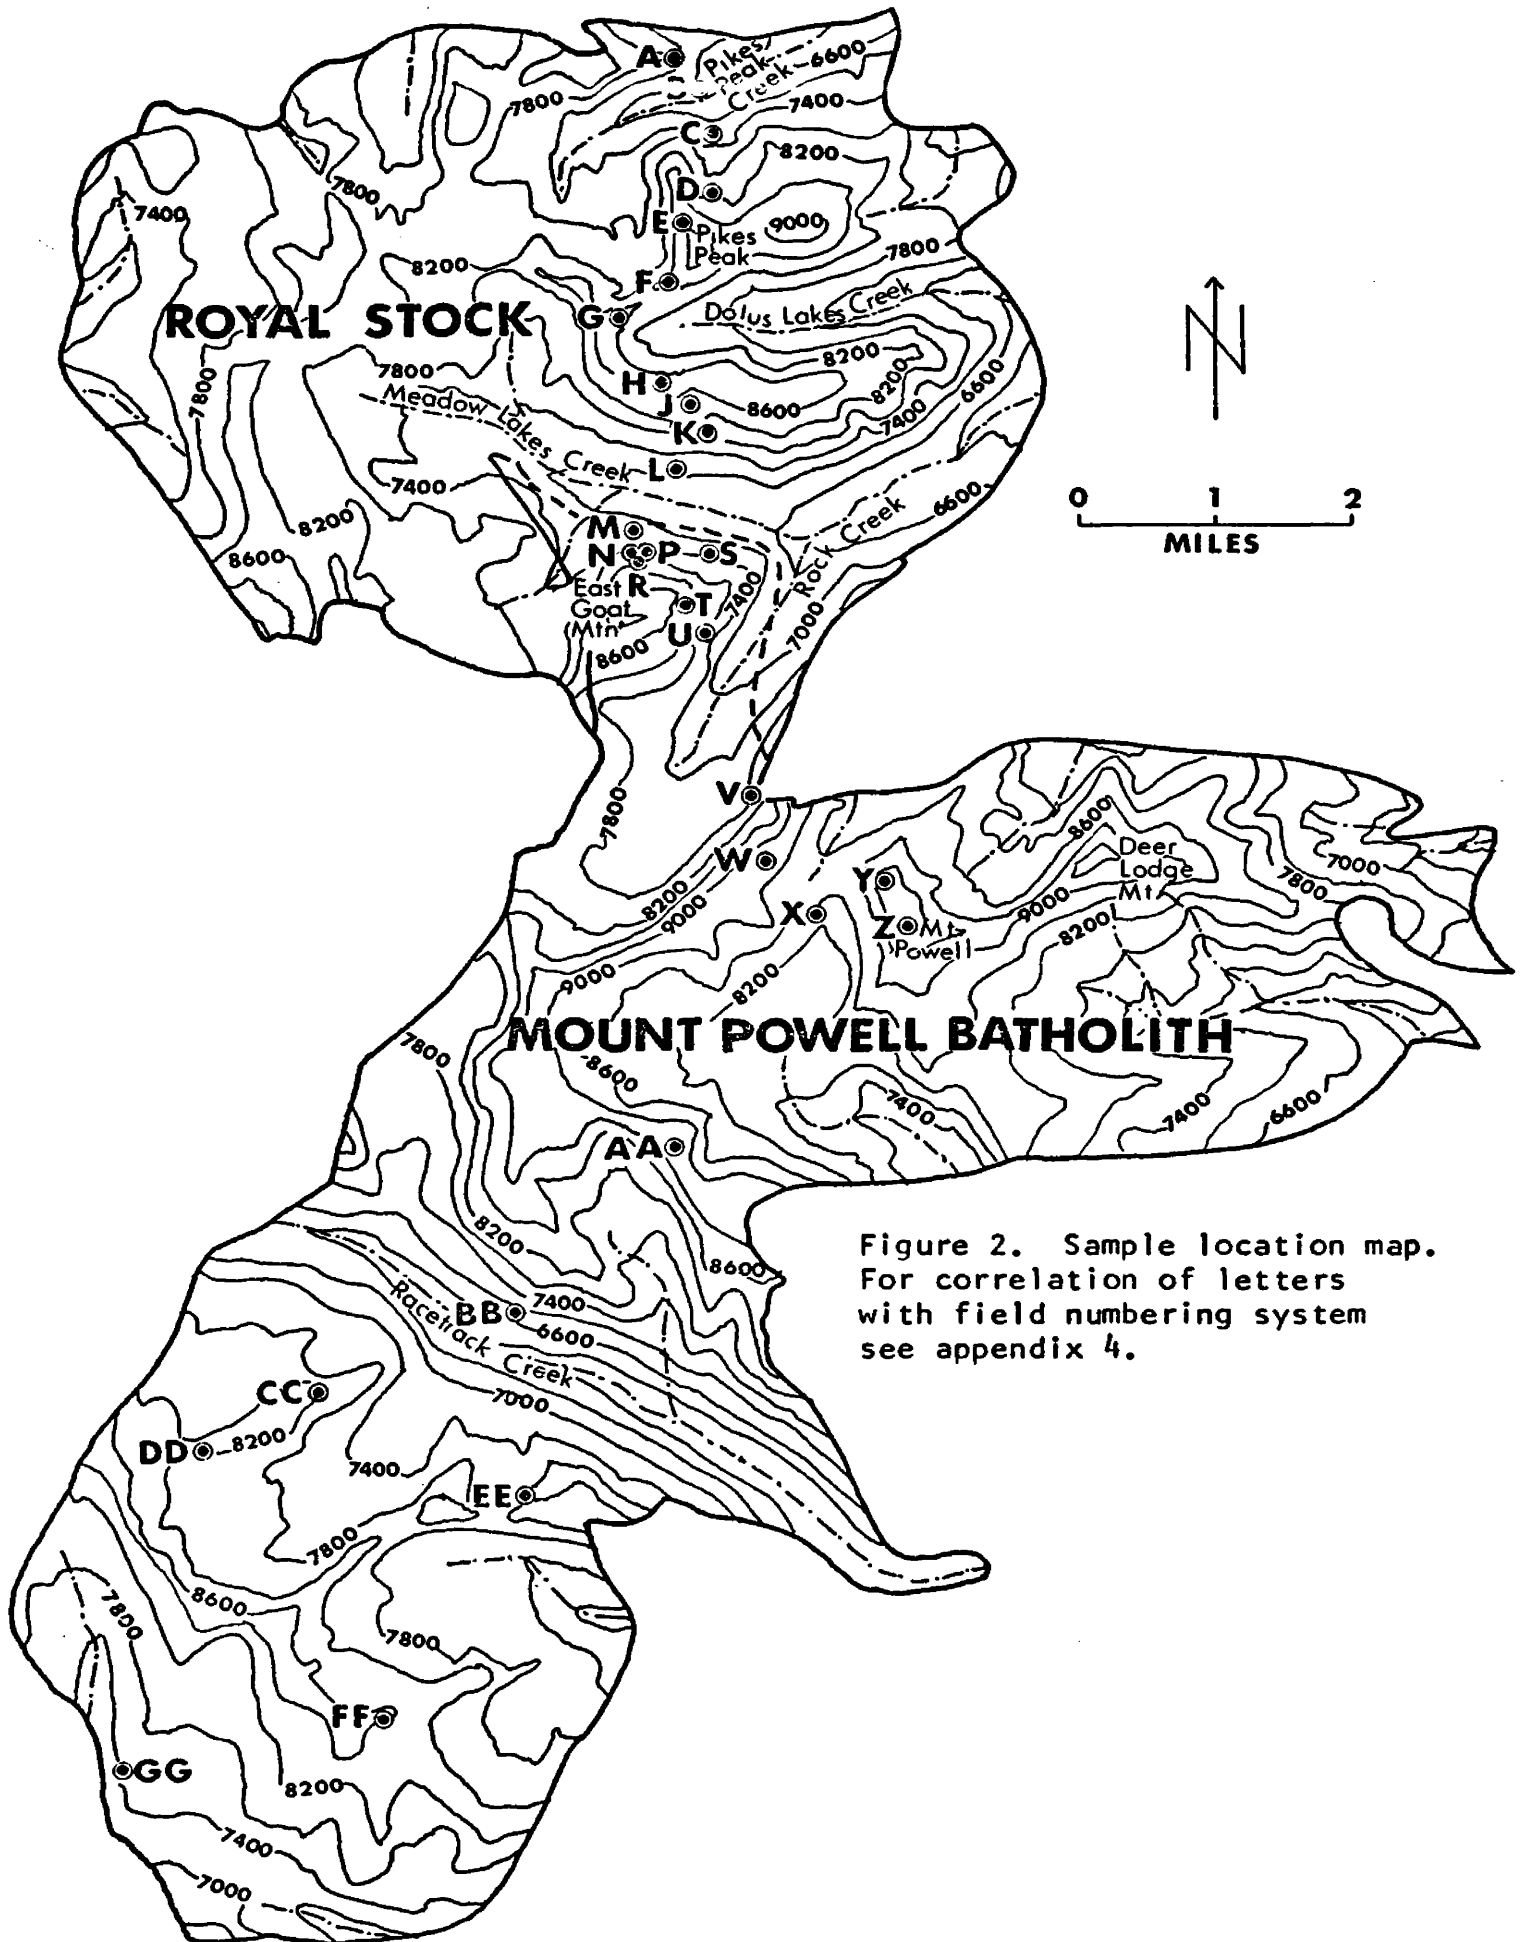 A
Pikes
Peak
Creek
6600
7800
7400
C
8200
D
7800
7400
E
9000
Pikes
Peak
7800
8200
F
Dolus Lakes Creek
G
ROYAL STOCK
8200
7800
7800
8200
6600
H
J
8600
7400
Meadow Lakes Creek
K
L
7400
6600
Rock Creek
0 1 2
MILES
N
8200
M
N P S
8600
R
East
Goat
Mtn
T
7400
U
7000
8600
V
7800
W
8600
Deer
Lodge
Mt.
7000
7800
Y
8200
9000
X
Z
Mt.
Powell
9000
8200
9000
8200
MOUNT POWELL BATHOLITH
7800
8600
7400
7400
6600
AA
8200
8600
Figure 2. Sample location map.
For correlation of letters
with field numbering system
see appendix 4.
BB
7400
6600
Racetrack Creek
CC
7000
DD
8200
7400
EE
7800
8600
7800
7800
FF
GG
8200
7400
7000